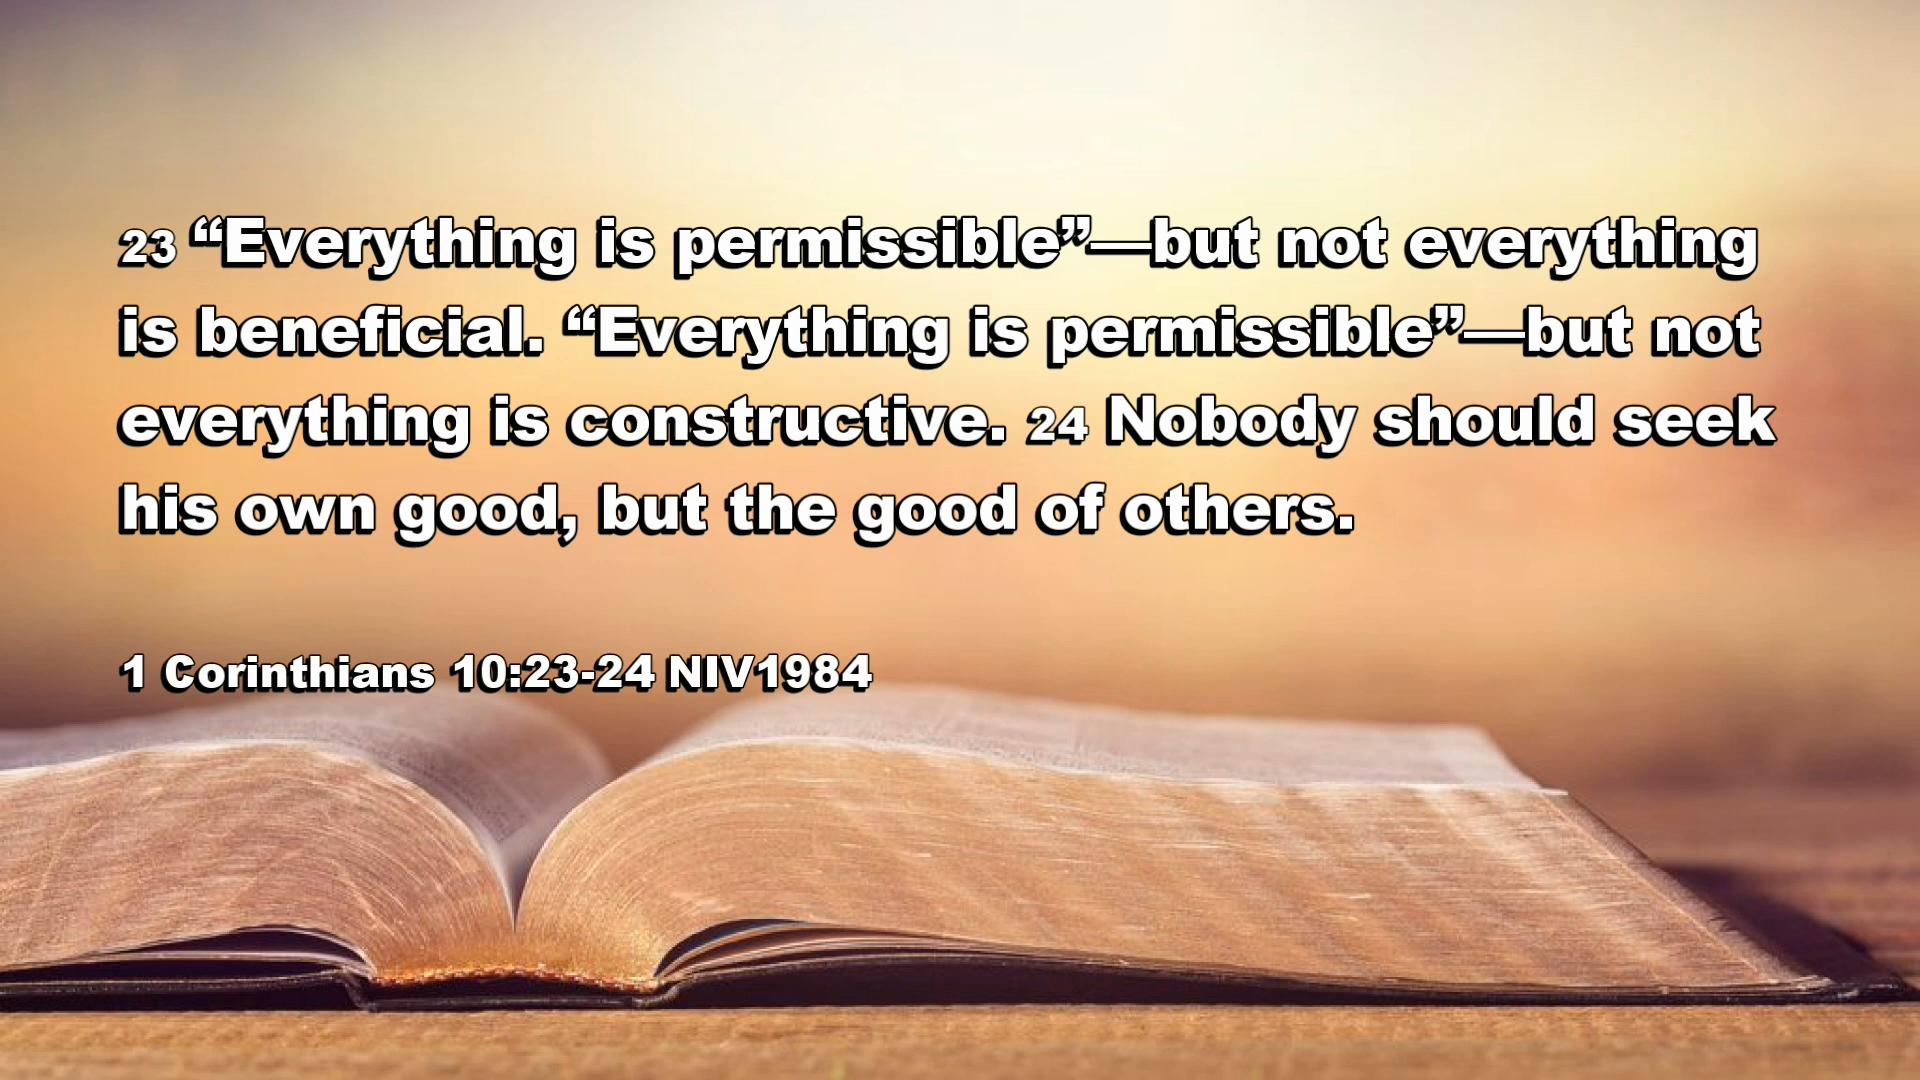 23 “Everything is permissible”—but not everything
is beneficial. “Everything is permissible”—but not
everything is constructive. 24 Nobody should seek
his own good, but the good of others.
1 Corinthians 10:23-24 NIV1984